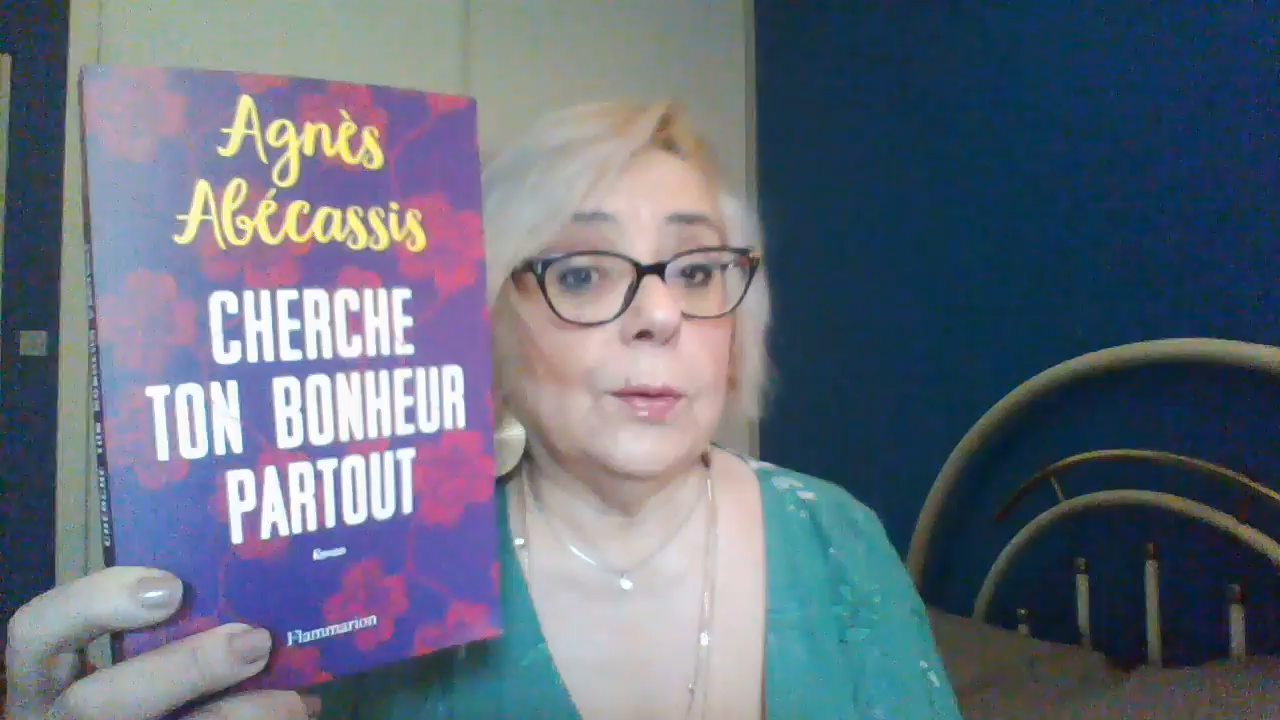 Agnès
Abécassis
CHERCHE
TON BONHEUR
PARTOUT
Roman
Flammarion